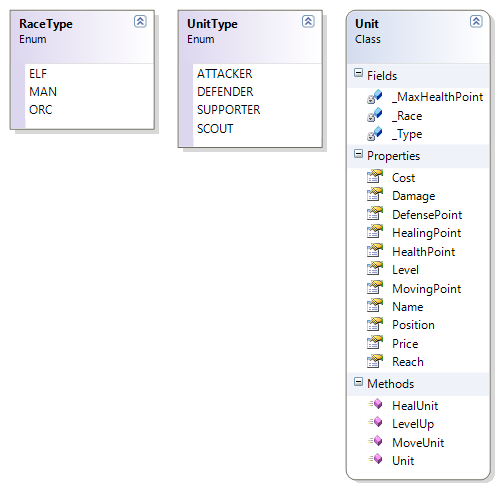 RaceType
Enum
ELF
MAN
ORC
UnitType
Enum
ATTACKER
DEFENDER
SUPPORTER
SCOUT
Unit
Class
Fields
_MaxHealthPoint
_Race
_Type
Properties
Cost
Damage
DefensePoint
HealingPoint
HealthPoint
Level
MovingPoint
Name
Position
Price
Reach
Methods
HealUnit
LevelUp
MoveUnit
Unit